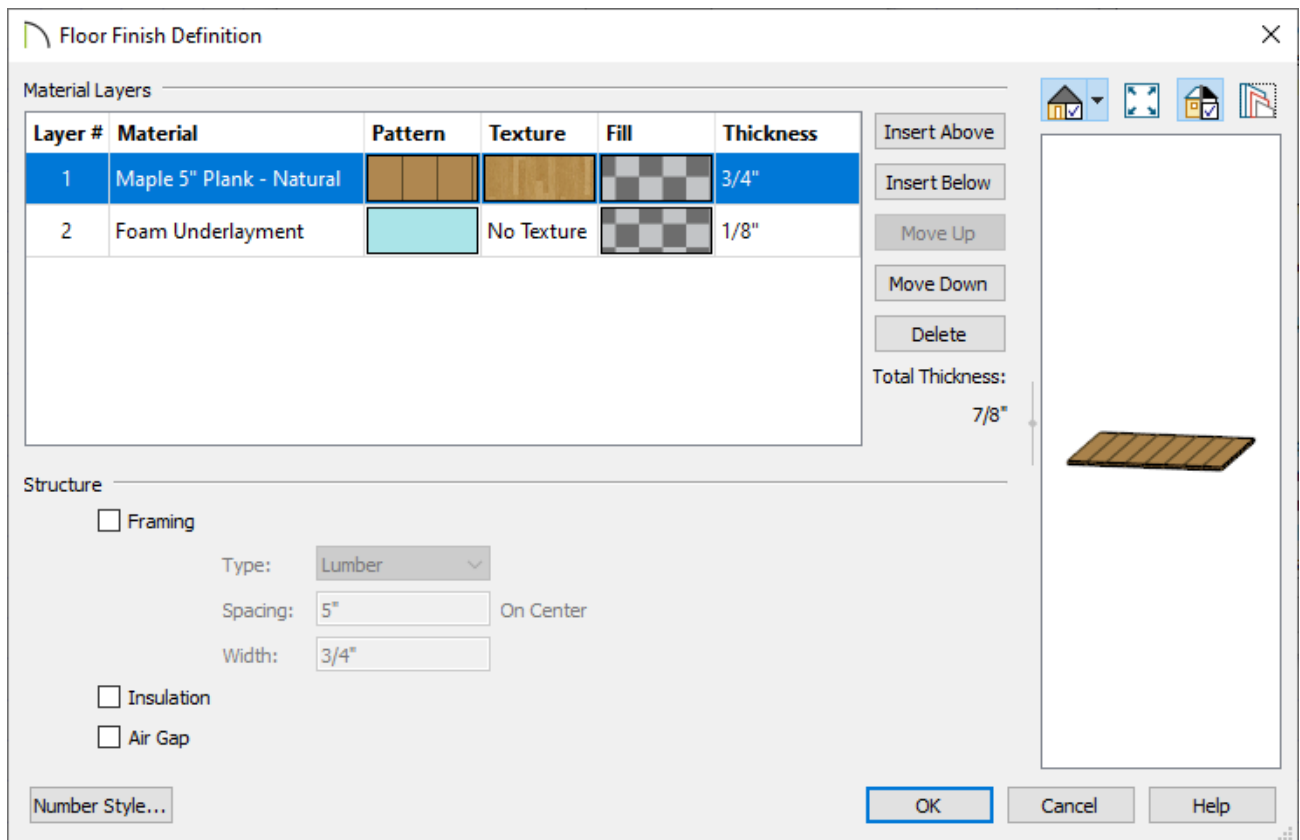 Floor Finish Definition
Material Layers
Layer # Material Pattern Texture Fill Thickness
1 Maple 5" Plank - Natural 3/4"
2 Foam Underlayment No Texture 1/8"
Insert Above
Insert Below
Move Up
Move Down
Delete
Total Thickness:
7/8"
Structure
Framing
Type: Lumber
Spacing: 5" On Center
Width: 3/4"
Insulation
Air Gap
Number Style... OK Cancel Help